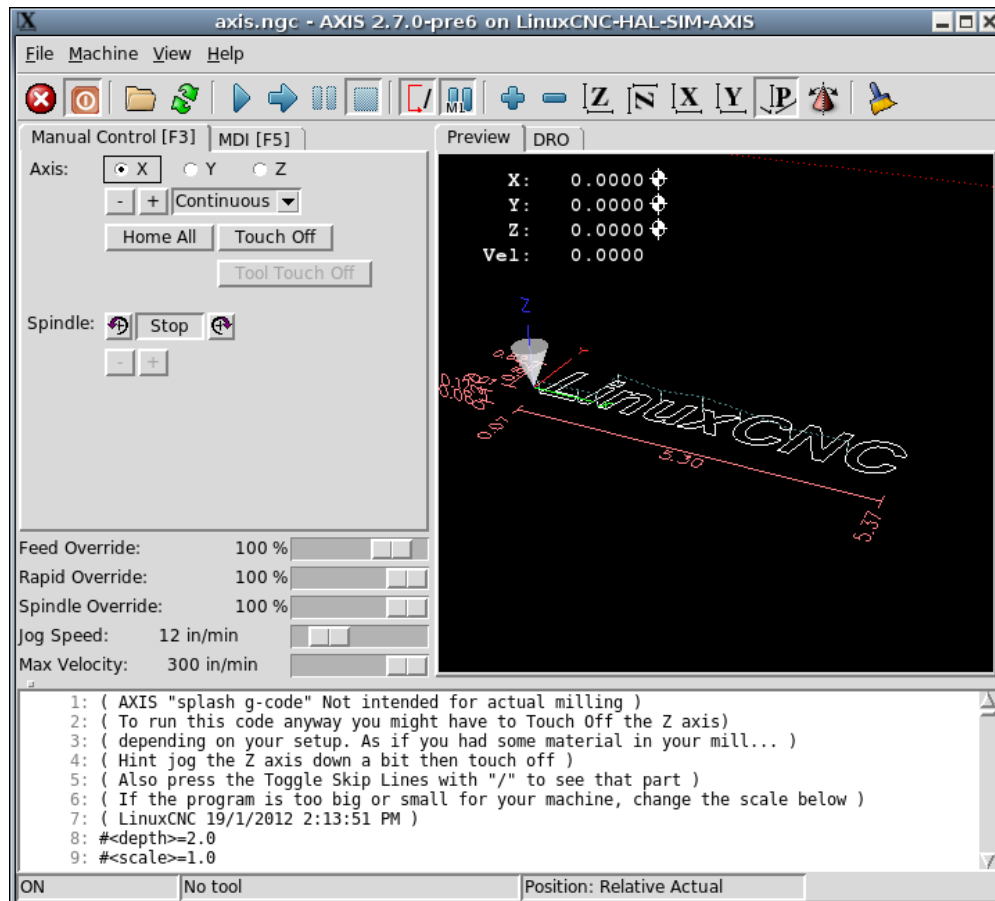 axis.ngc - AXIS 2.7.0-pre6 on LinuxCNC-HAL-SIM-AXIS
File Machine View Help
M1 Z N X Y P
Manual Control [F3] MDI [F5]
Preview DRO
Axis: X Y Z
- + Continuous
Home All Touch Off
Tool Touch Off
Spindle: Stop
- +
X: 0.0000
Y: 0.0000
Z: 0.0000
Vel: 0.0000
Z
Y
LinuxCNC
0.07
5.30
5.37
Feed Override: 100 %
Rapid Override: 100 %
Spindle Override: 100 %
Jog Speed: 12 in/min
Max Velocity: 300 in/min
1: ( AXIS "splash g-code" Not intended for actual milling )
2: ( To run this code anyway you might have to Touch Off the Z axis)
3: ( depending on your setup. As if you had some material in your mill... )
4: ( Hint jog the Z axis down a bit then touch off )
5: ( Also press the Toggle Skip Lines with "/" to see that part )
6: ( If the program is too big or small for your machine, change the scale below )
7: ( LinuxCNC 19/1/2012 2:13:51 PM )
8: #<depth>=2.0
9: #<scale>=1.0
ON No tool Position: Relative Actual